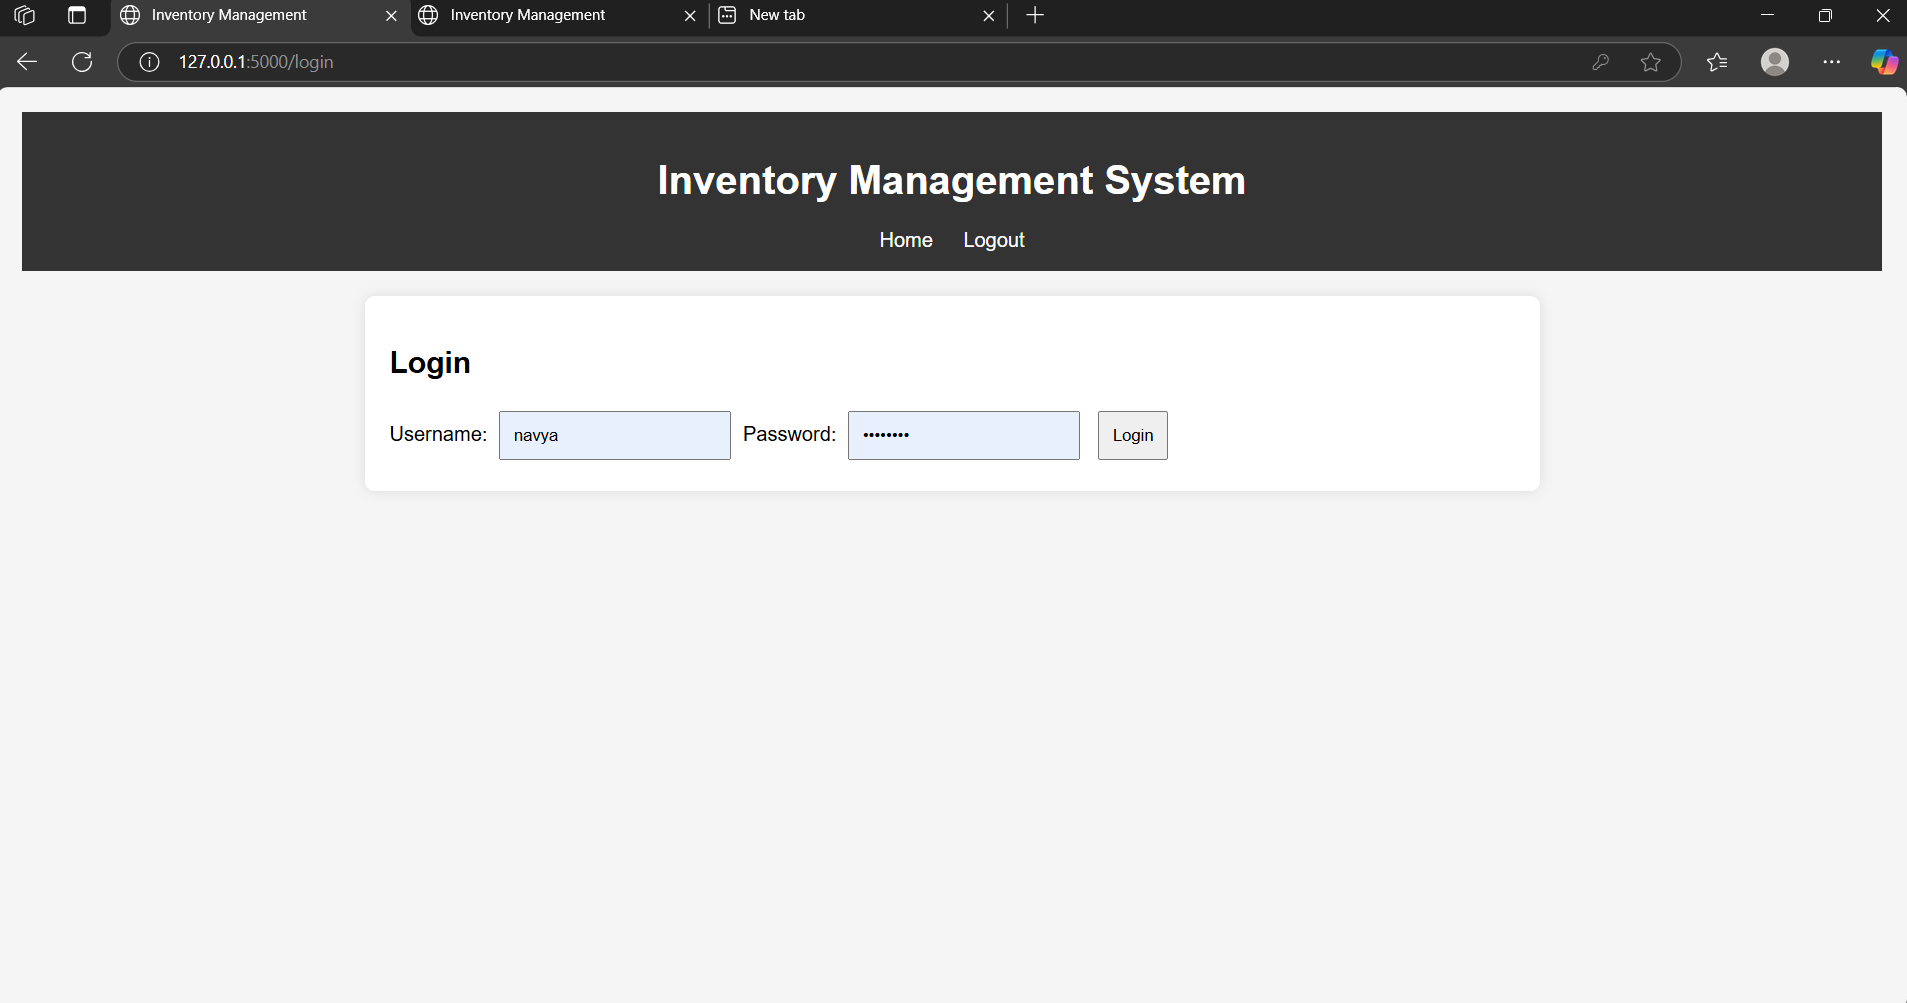 Inventory Management Inventory Management New tab
127.0.0.1:5000/login
Inventory Management System
Home Logout
Login
Username: navya Password: •••••••• Login